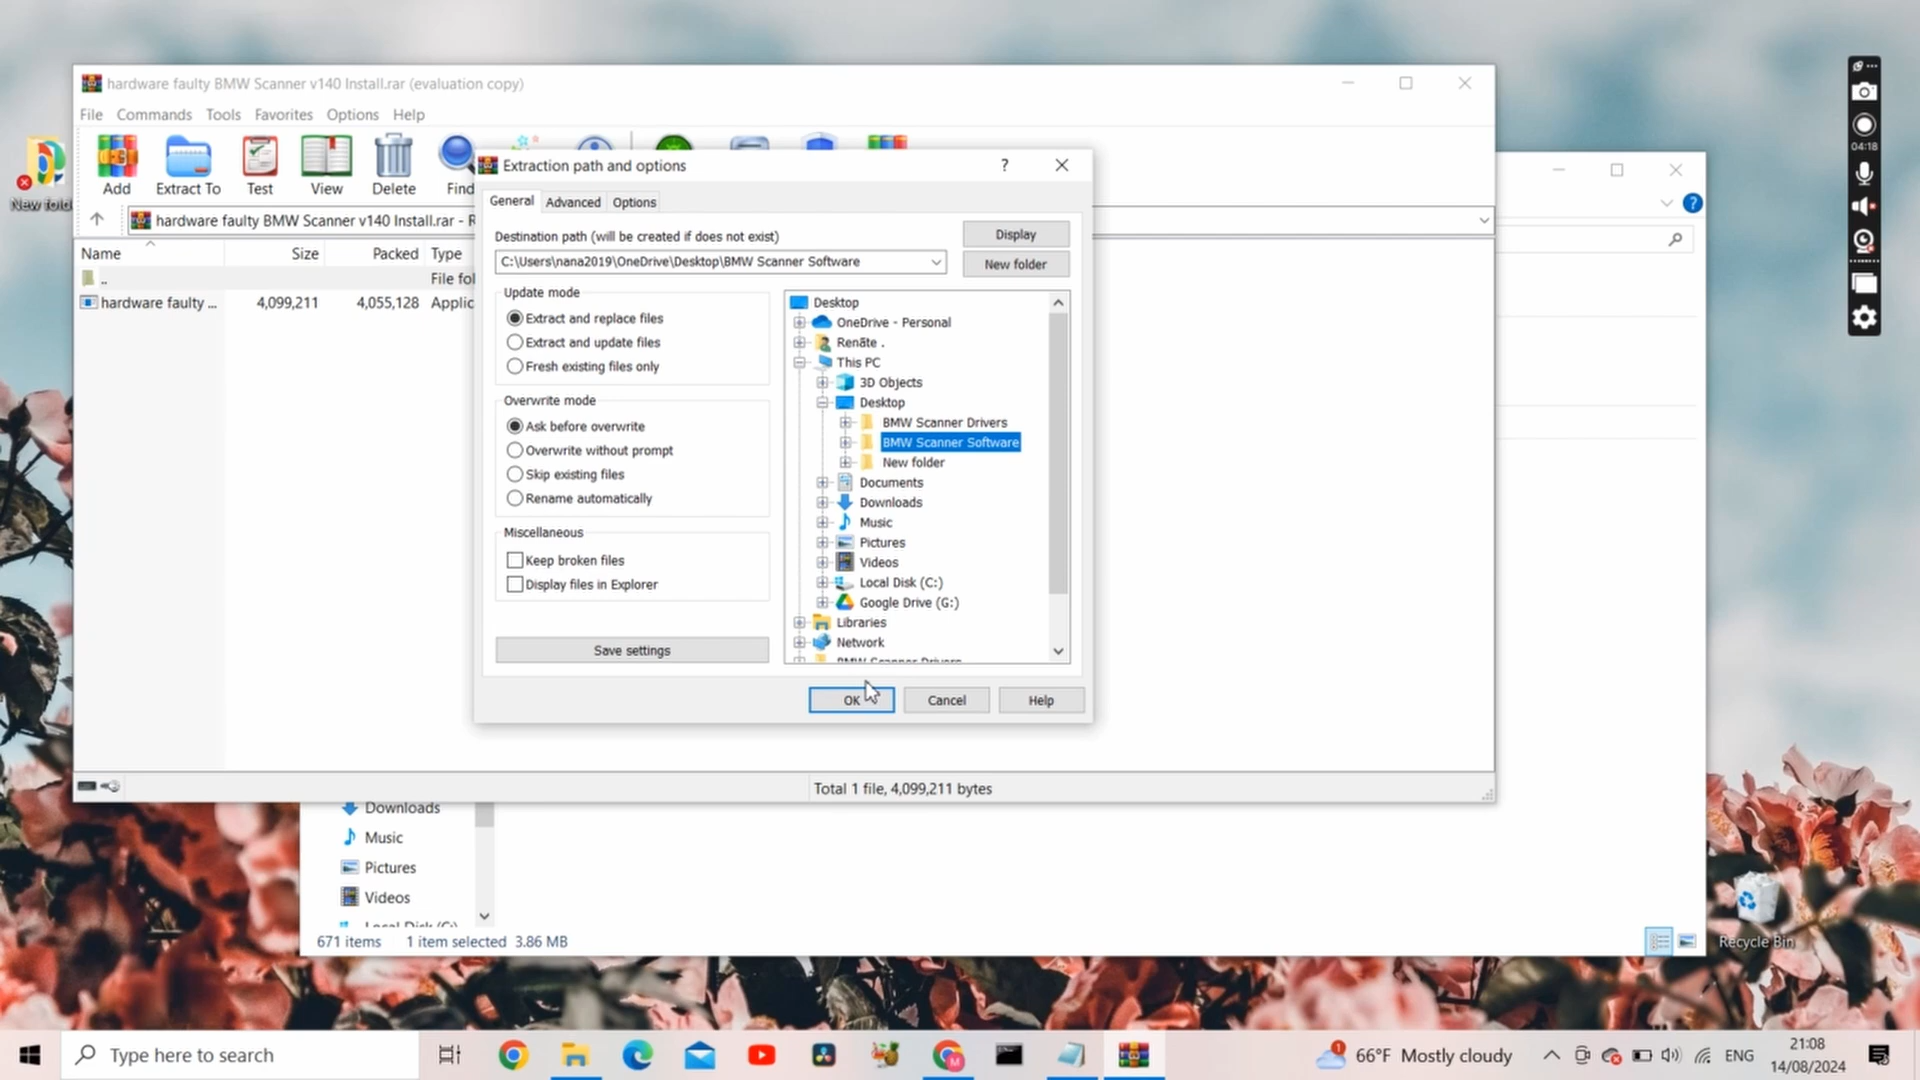 hardware faulty BMW Scanner v140 Install.rar (evaluation copy)
File Commands Tools Favorites Options Help
Add Extract To Test View Delete Find
hardware faulty BMW Scanner v140 Install.rar - R
Name Size Packed Type
.. File fol
hardware faulty ... 4,099,211 4,055,128 Applic
Extraction path and options
General Advanced Options
Destination path (will be created if does not exist)
Display
C:\Users\nana2019\OneDrive\Desktop\BMW Scanner Software
New folder
Update mode
Extract and replace files
Extract and update files
Fresh existing files only
Overwrite mode
Ask before overwrite
Overwrite without prompt
Skip existing files
Rename automatically
Miscellaneous
Keep broken files
Display files in Explorer
Save settings
Desktop
OneDrive - Personal
Renāte .
This PC
3D Objects
Desktop
BMW Scanner Drivers
BMW Scanner Software
New folder
Documents
Downloads
Music
Pictures
Videos
Local Disk (C:)
Google Drive (G:)
Libraries
Network
BMW Scanner Drivers
OK Cancel Help
Total 1 file, 4,099,211 bytes
Downloads
Music
Pictures
Videos
Local Disk (C:)
671 items 1 item selected 3.86 MB
New fold
04:18
Recycle Bin
Type here to search
66°F Mostly cloudy
ENG
21:08
14/08/2024